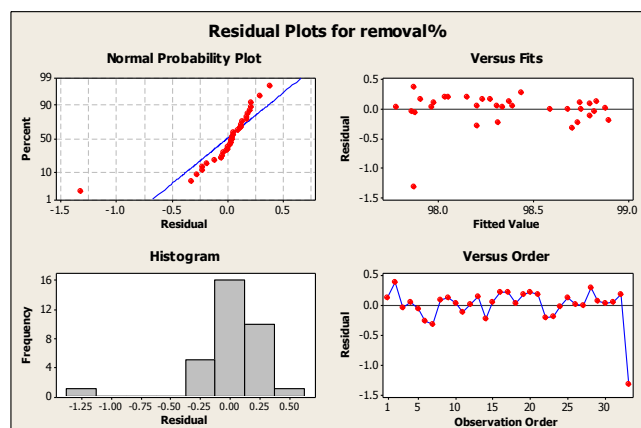 Residual Plots for removal%
Normal Probability Plot
99
90
50
10
1
Percent
-1.5 -1.0 -0.5 0.0 0.5
Residual
Versus Fits
0.5
0.0
-0.5
-1.0
-1.5
Residual
98.0 98.5 99.0
Fitted Value
Histogram
16
12
8
4
0
Frequency
-1.25 -1.00 -0.75 -0.50 -0.25 0.00 0.25 0.50
Residual
Versus Order
0.5
0.0
-0.5
-1.0
-1.5
Residual
1 5 10 15 20 25 30
Observation Order